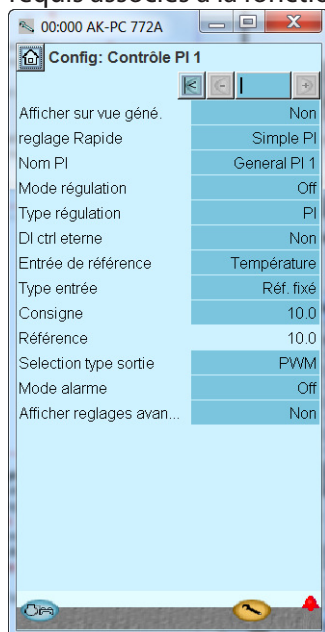 requis associés à la fonctio
00:000 AK-PC 772A
Config: Contrôle PI 1
Afficher sur vue géné. Non
reglage Rapide Simple PI
Nom PI General PI 1
Mode régulation Off
Type régulation PI
DI ctrl eterne Non
Entrée de référence Température
Type entrée Réf. fixé
Consigne 10.0
Référence 10.0
Selection type sortie PWM
Mode alarme Off
Afficher reglages avan... Non